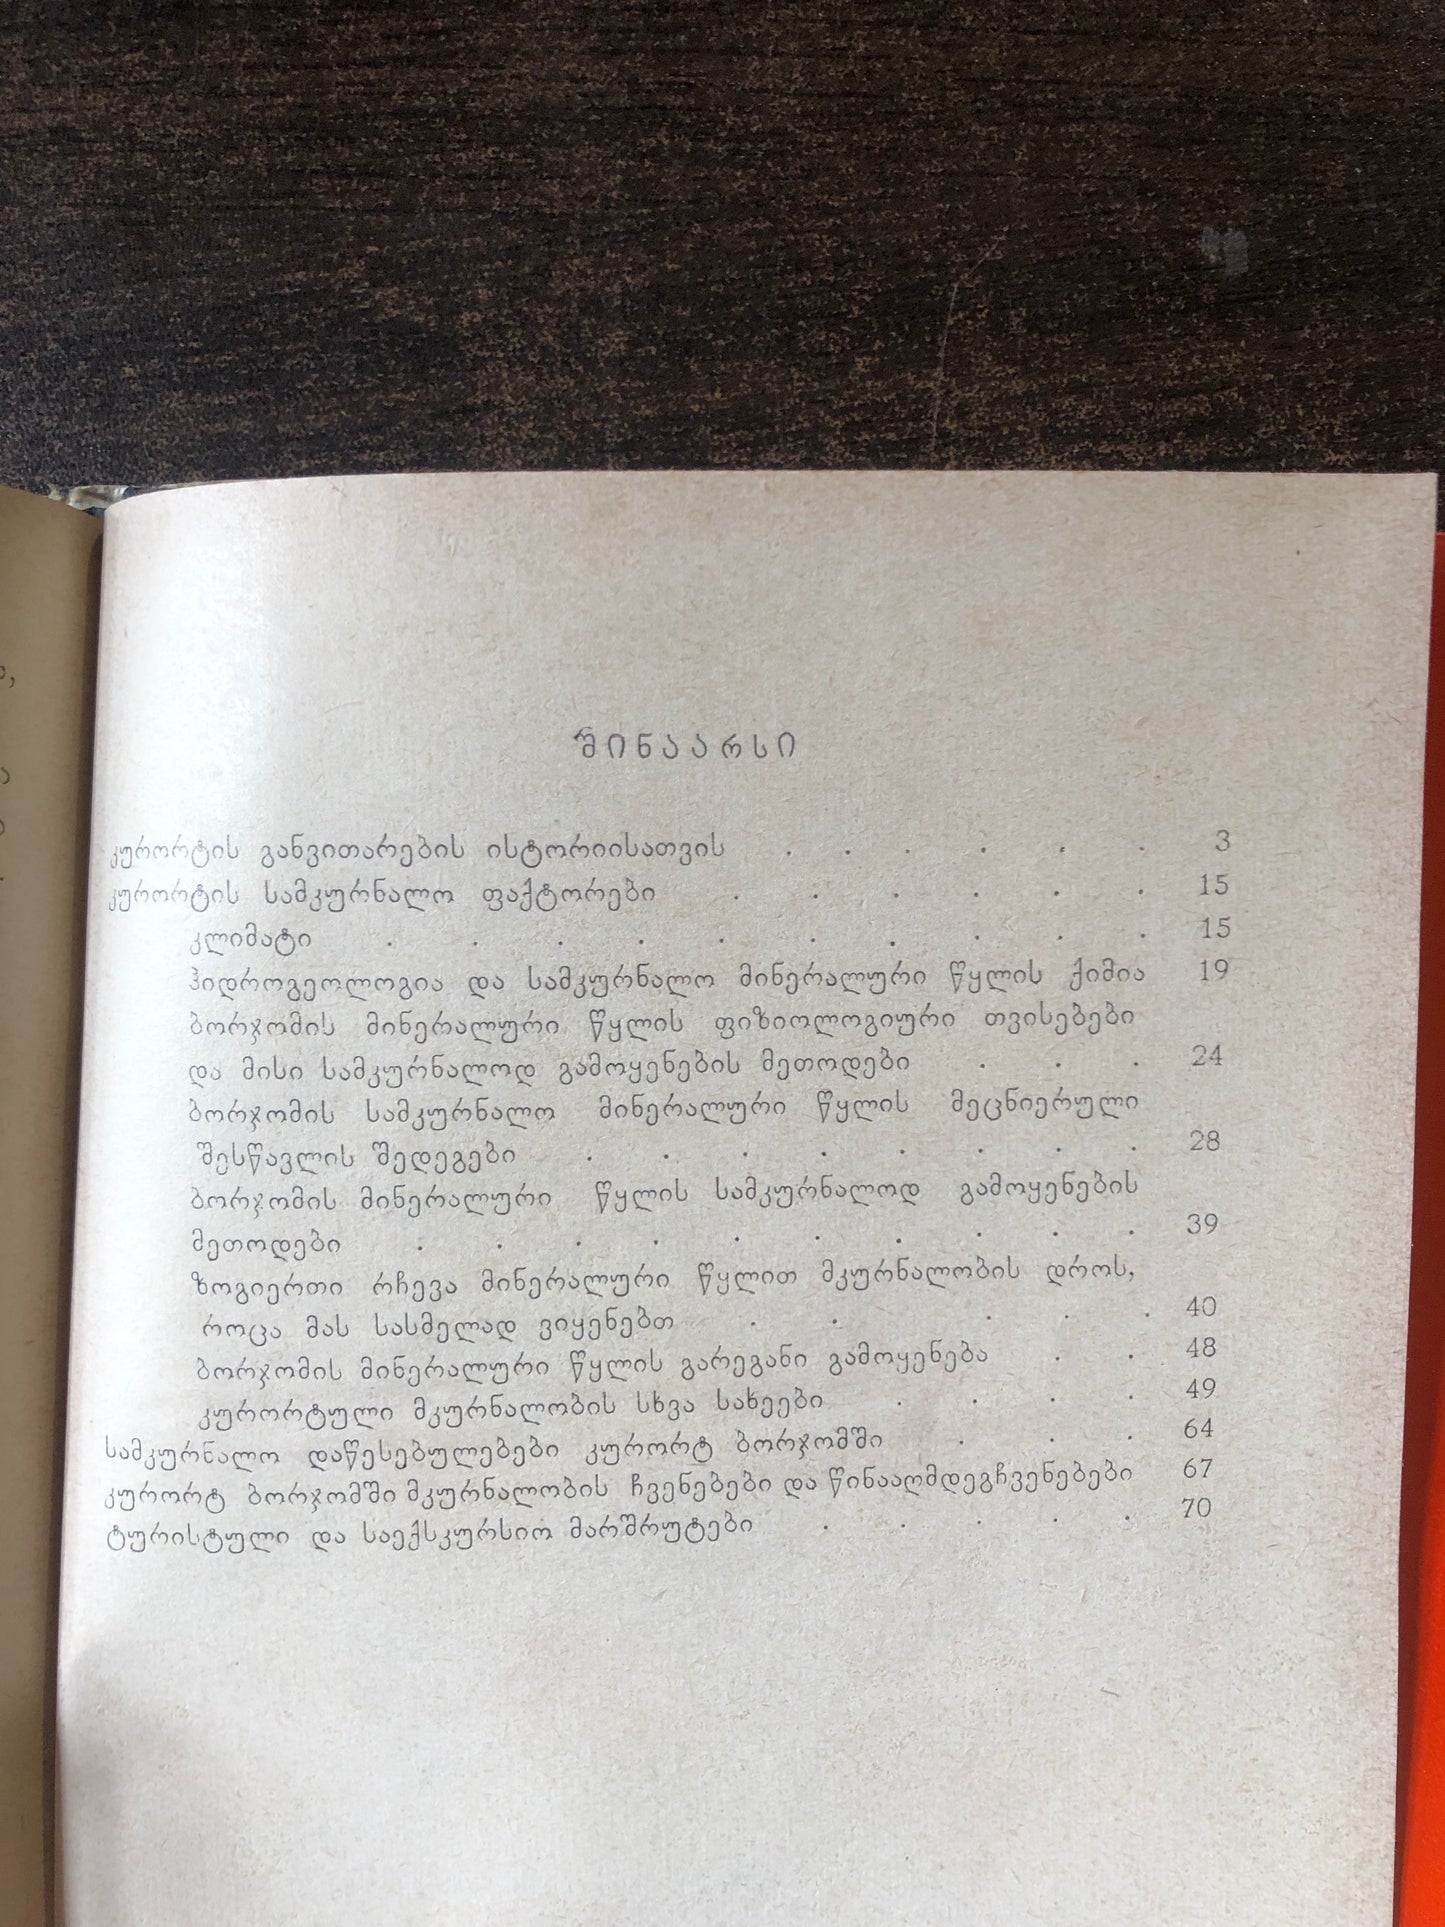 შინაარსი
კურორტის განვითარების ისტორიისათვის . . . . . . 3
კურორტის სამკურნალო ფაქტორები . . . . . . 15
კლიმატი . . . . . . . . . . 15
ჰიდროგეოლოგია და სამკურნალო მინერალური წყლის ქიმია 19
ბორჯომის მინერალური წყლის ფიზიოლოგიური თვისებები
და მისი სამკურნალოდ გამოყენების მეთოდები . . . 24
ბორჯომის სამკურნალო მინერალური წყლის მეცნიერული
შესწავლის შედეგები . . . . . . . . 28
ბორჯომის მინერალური წყლის სამკურნალოდ გამოყენების
მეთოდები . . . . . . . . . . 39
ზოგიერთი რჩევა მინერალური წყლით მკურნალობის დროს,
როცა მას სასმელად ვიყენებთ . . . . . 40
ბორჯომის მინერალური წყლის გარეგანი გამოყენება . . 48
კურორტული მკურნალობის სხვა სახეები . . . . 49
სამკურნალო დაწესებულებები კურორტ ბორჯომში . . . 64
კურორტ ბორჯომში მკურნალობის ჩვენებები და წინააღმდეგჩვენებები 67
ტურისტული და საექსკურსიო მარშრუტები . . . . . 70